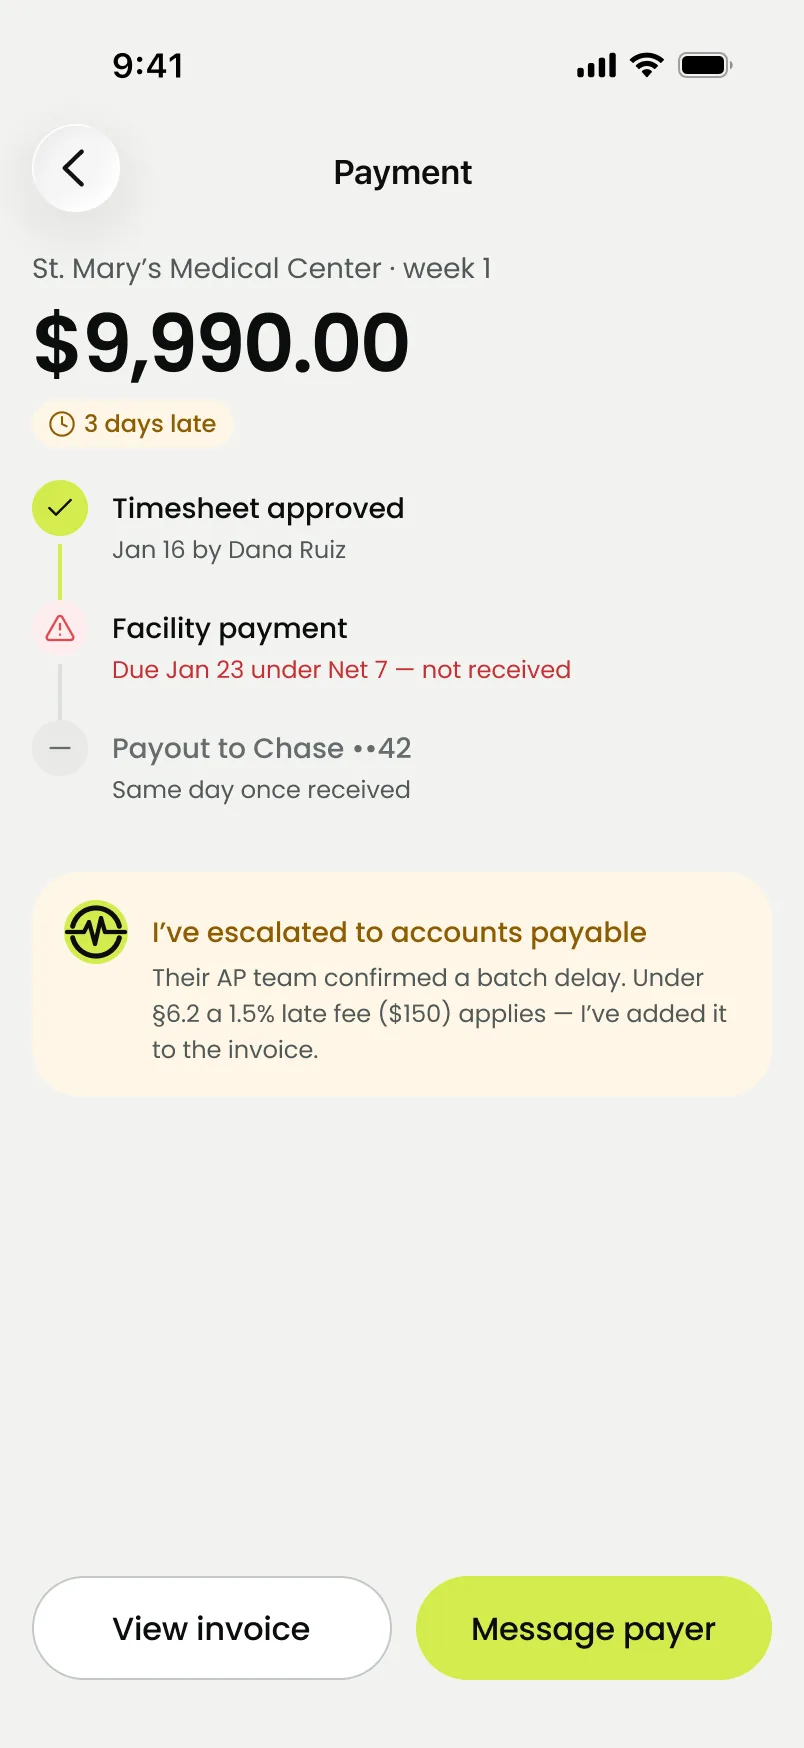 9:41
Payment
St. Mary’s Medical Center · week 1
$9,990.00
3 days late
Timesheet approved
Jan 16 by Dana Ruiz
Facility payment
Due Jan 23 under Net 7 — not received
Payout to Chase ••42
Same day once received
I’ve escalated to accounts payable
Their AP team confirmed a batch delay. Under
§6.2 a 1.5% late fee ($150) applies — I’ve added it
to the invoice.
View invoice
Message payer